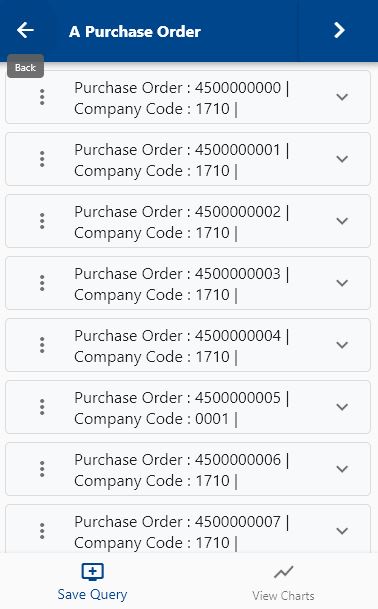 A Purchase Order
Back
Purchase Order : 4500000000 |
Company Code : 1710 |
Purchase Order : 4500000001 |
Company Code : 1710 |
Purchase Order : 4500000002 |
Company Code : 1710 |
Purchase Order : 4500000003 |
Company Code : 1710 |
Purchase Order : 4500000004 |
Company Code : 1710 |
Purchase Order : 4500000005 |
Company Code : 0001 |
Purchase Order : 4500000006 |
Company Code : 1710 |
Purchase Order : 4500000007 |
Company Code : 1710 |
Save Query
View Charts